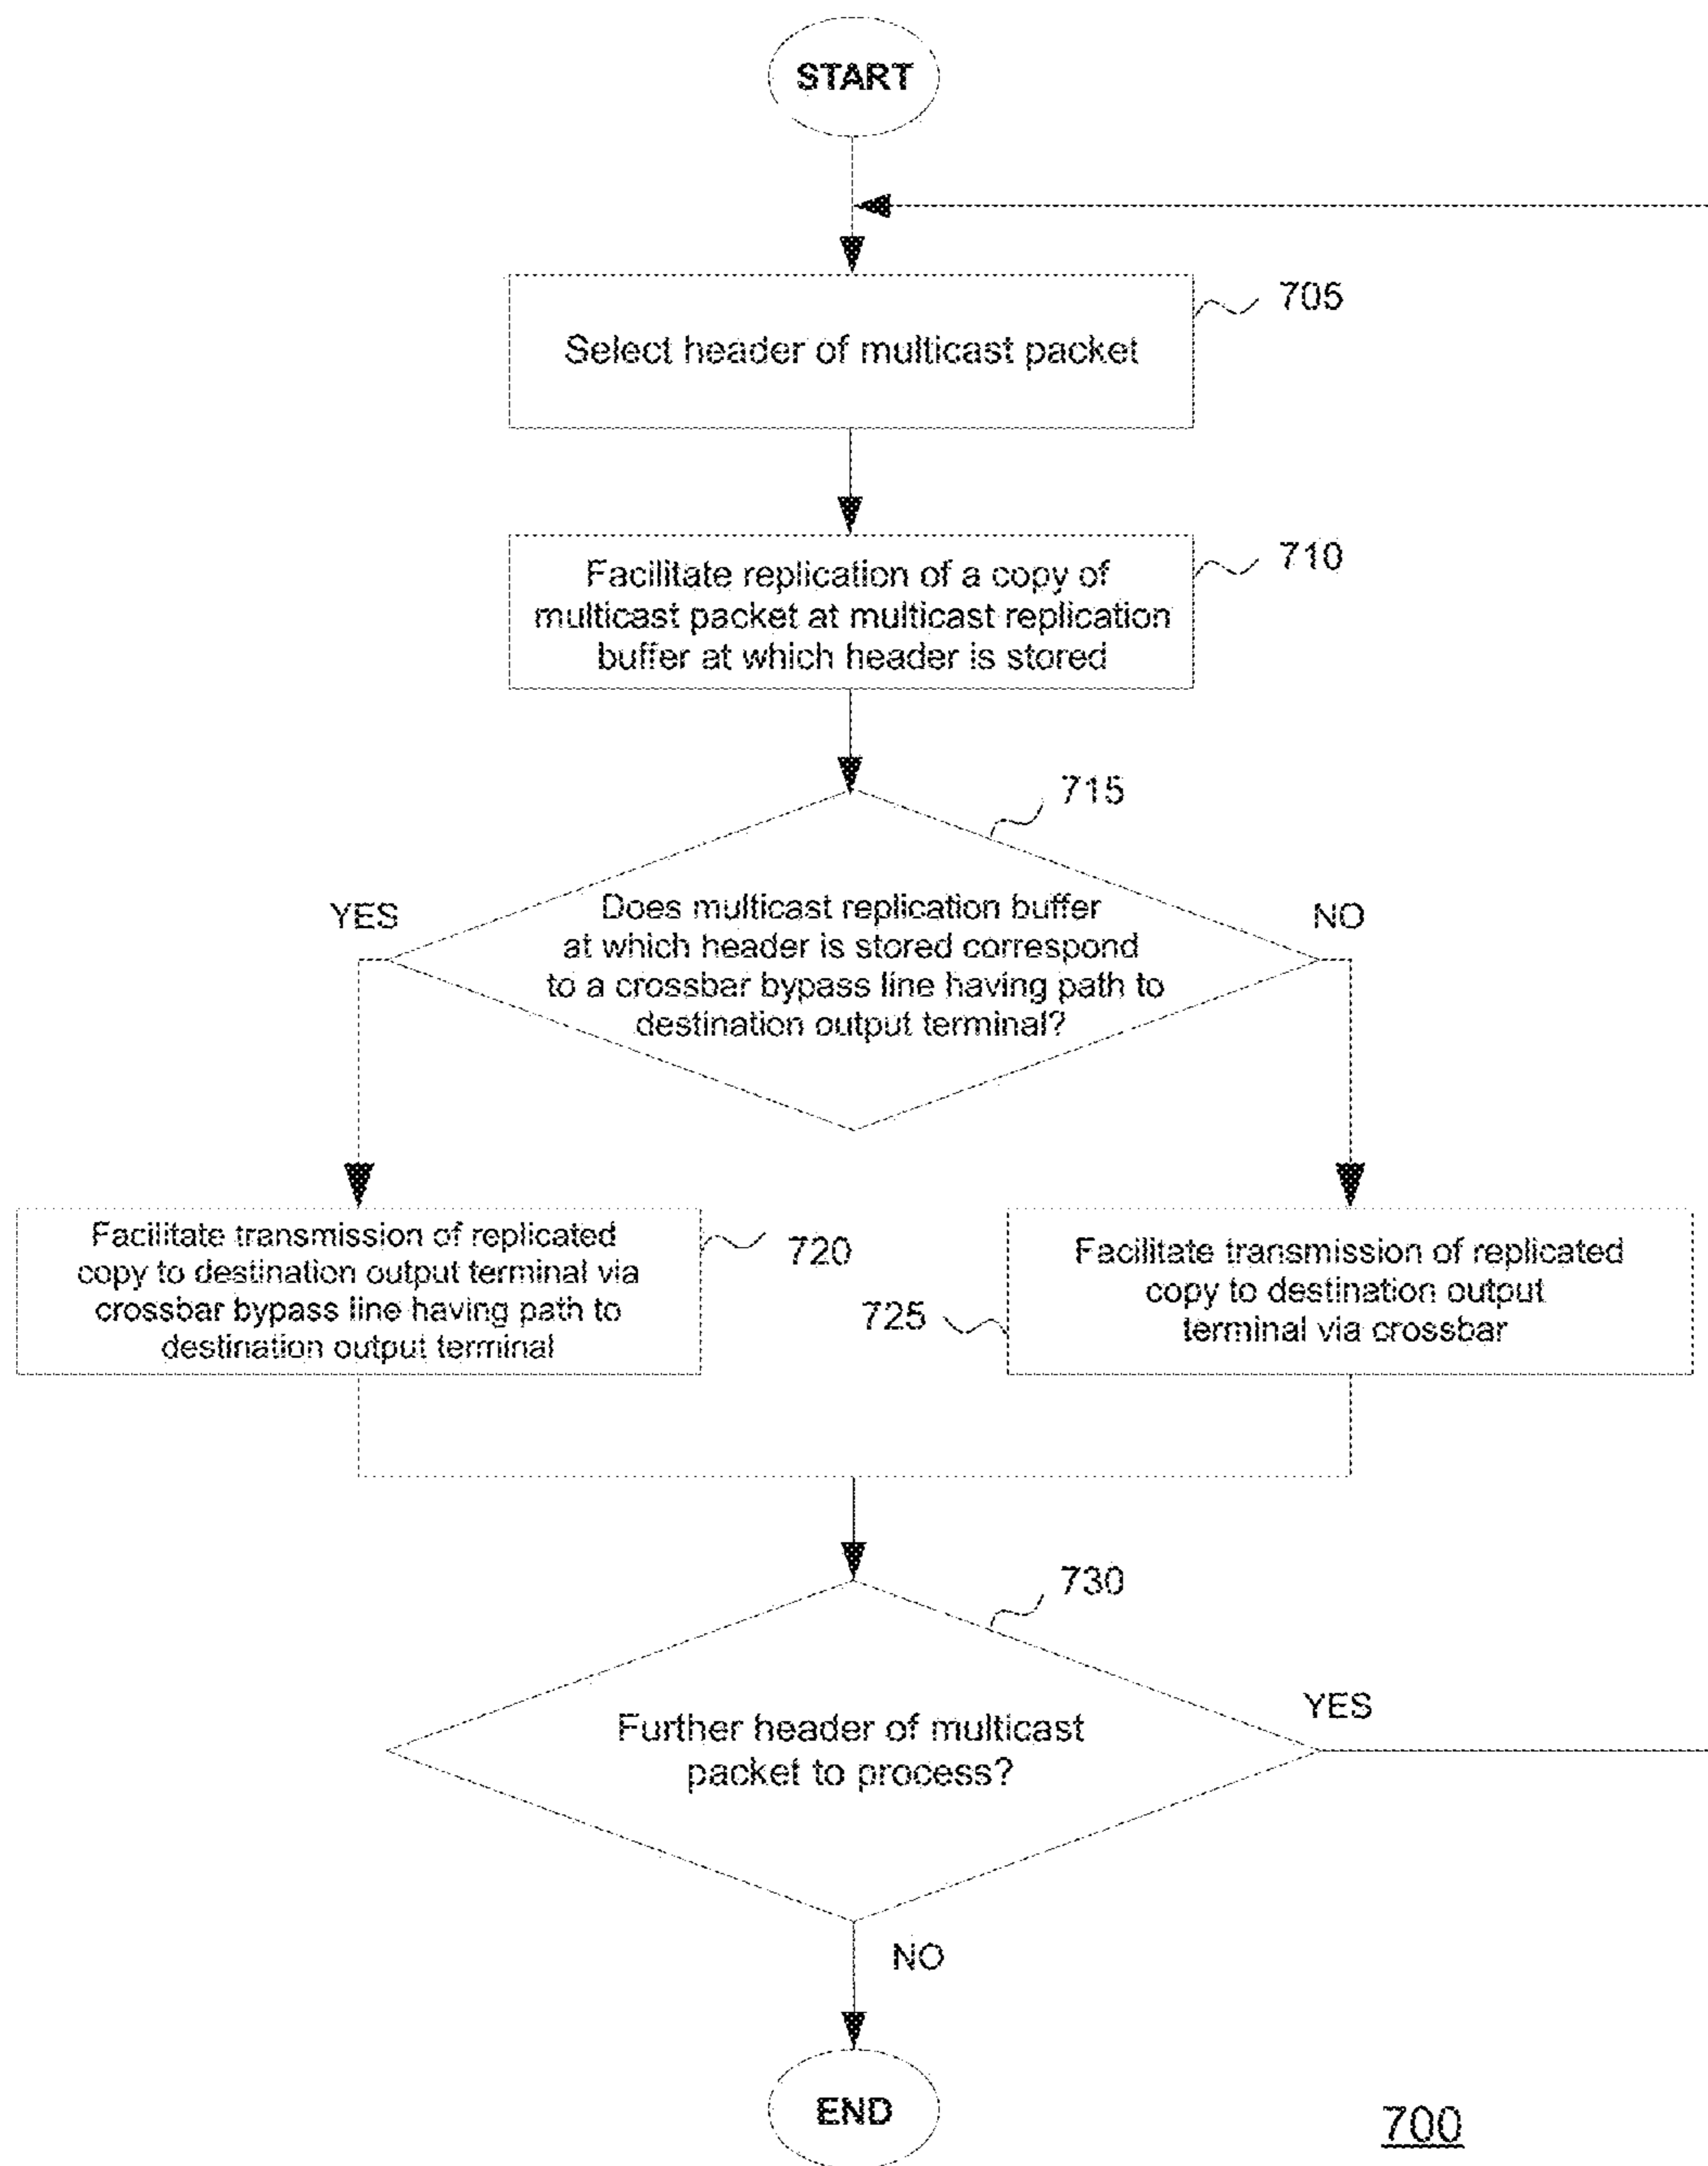 START
705
Select header of multicast packet
710
Facilitate replication of a copy of
multicast packet at multicast replication
buffer at which header is stored
715
YES
NO
Does multicast replication buffer
at which header is stored correspond
to a crossbar bypass line having path to
destination output terminal?
Facilitate transmission of replicated
copy to destination output terminal via
crossbar bypass line having path to
destination output terminal
720
725
Facilitate transmission of replicated
copy to destination output
terminal via crossbar
730
YES
Further header of multicast
packet to process?
NO
END
700